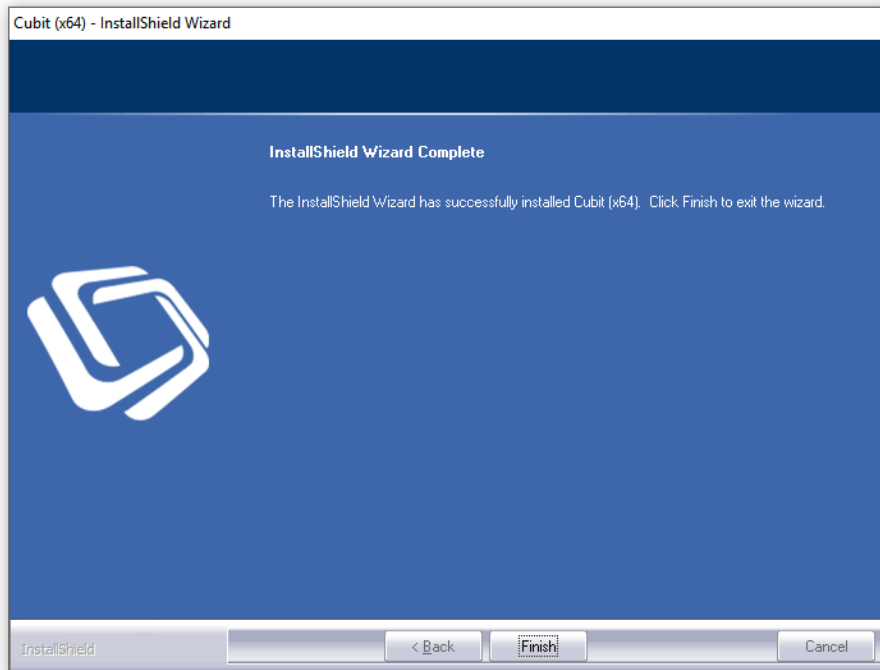 Cubit (x64) - InstallShield Wizard
InstallShield Wizard Complete
The InstallShield Wizard has successfully installed Cubit (x64). Click Finish to exit the wizard.
InstallShield
< Back
Finish
Cancel